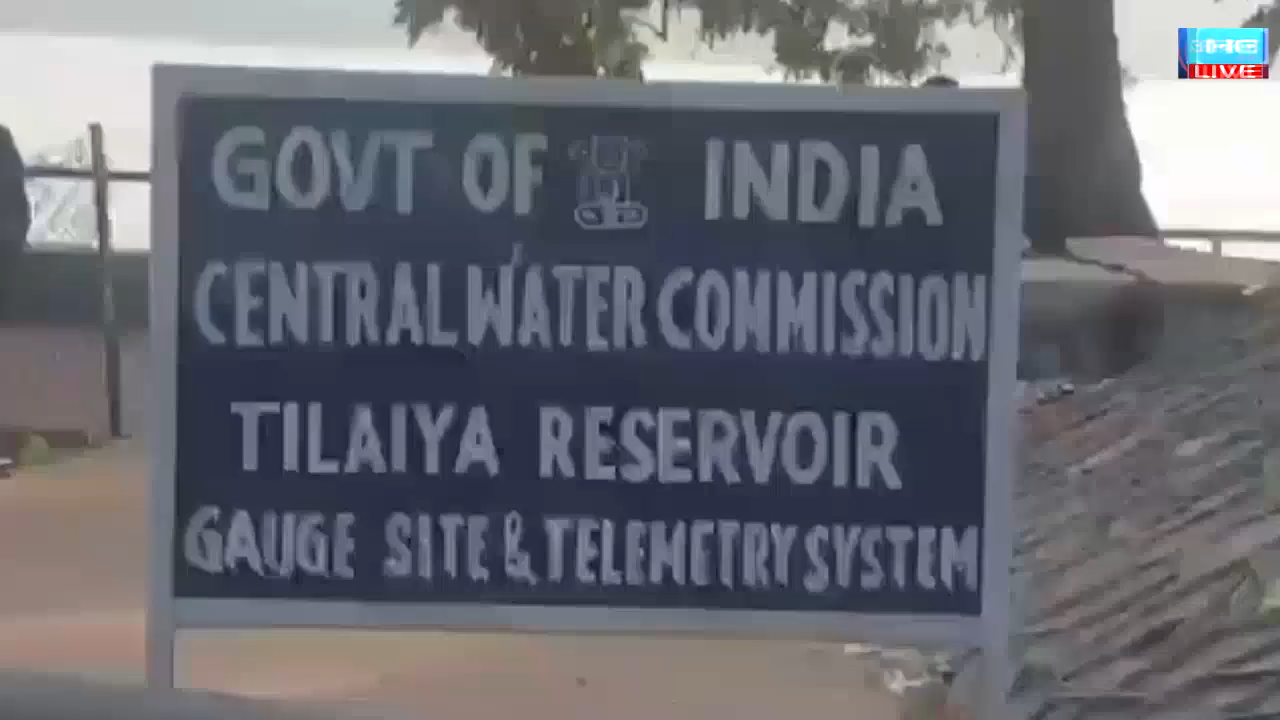 GOVT OF INDIA
CENTRAL WATER COMMISSION
TILAIYA RESERVOIR
GAUGE SITE & TELEMETRY SYSTEM
LIVE